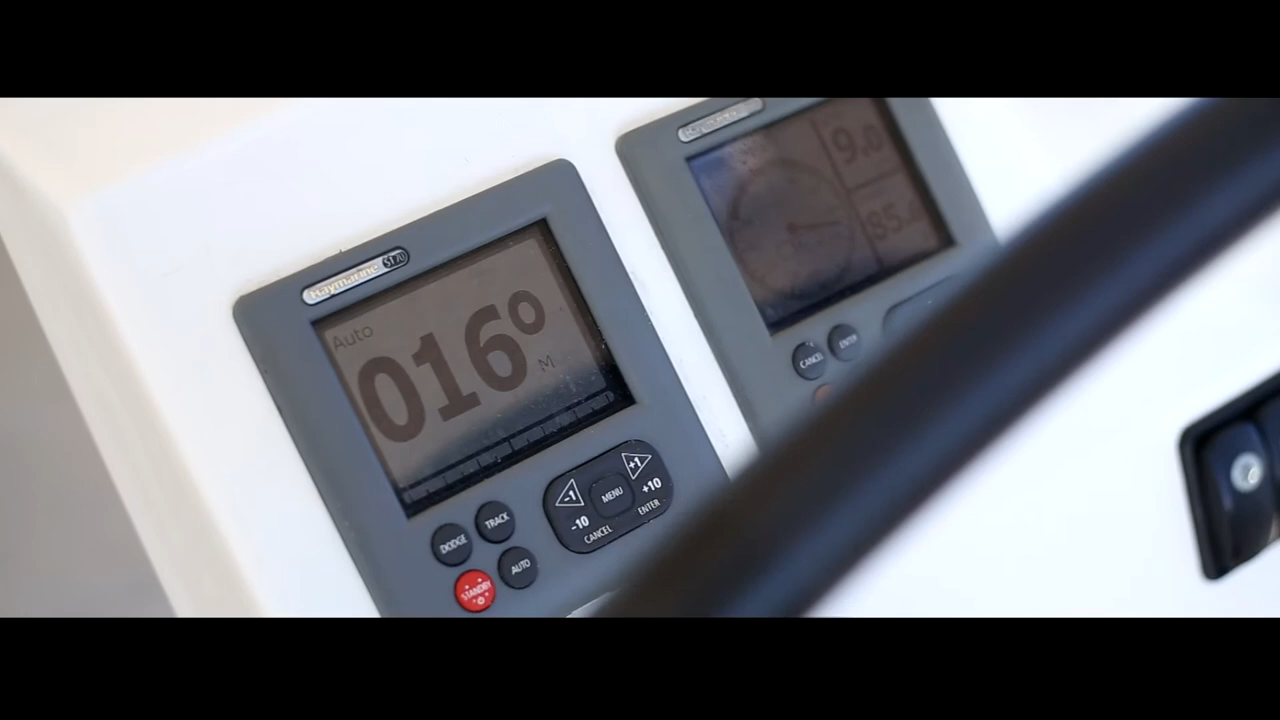 Raymarine ST70
Auto
016°
M
-1
+1
MENU
-10
+10
CANCEL
ENTER
DODGE
TRACK
STANDBY
AUTO
Raymarine
9.0
CANCEL
ENTER